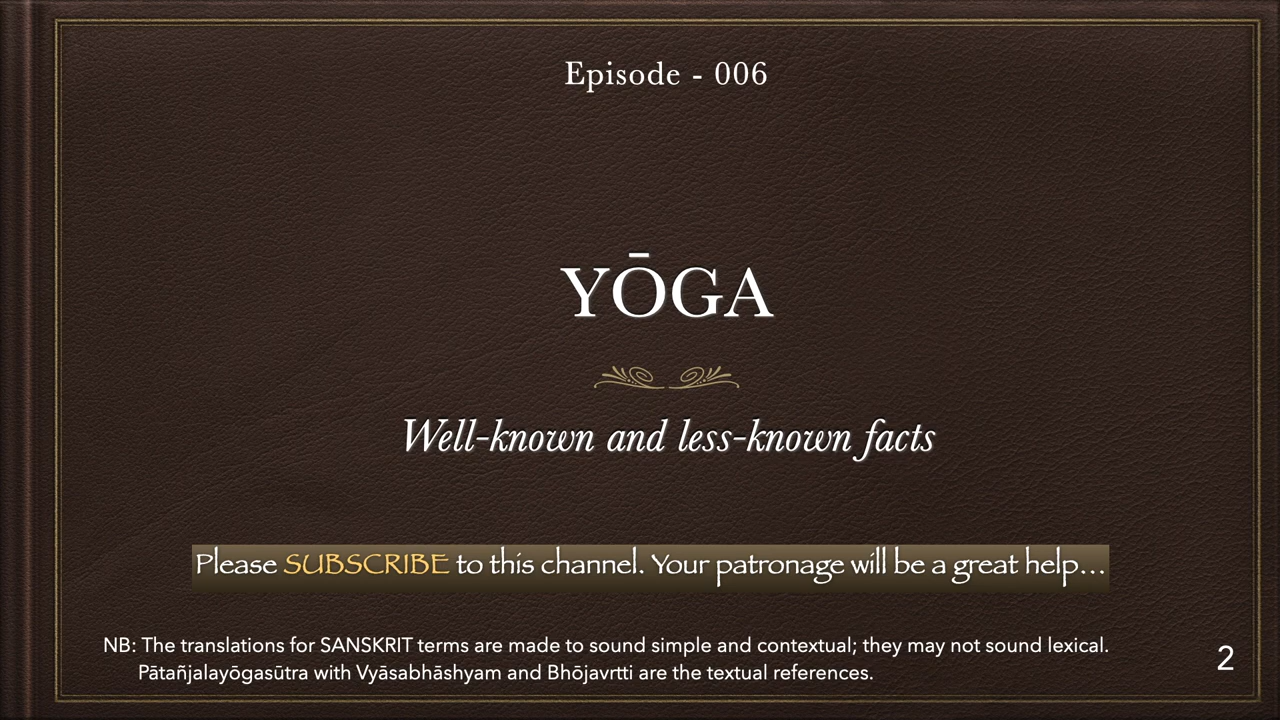 Episode - 006
YŌGA
Well-known and less-known facts
Please SUBSCRIBE to this channel. Your patronage will be a great help...
NB: The translations for SANSKRIT terms are made to sound simple and contextual; they may not sound lexical.
Pātañjalayōgasūtra with Vyāsabhāshyam and Bhōjavrtti are the textual references.
2